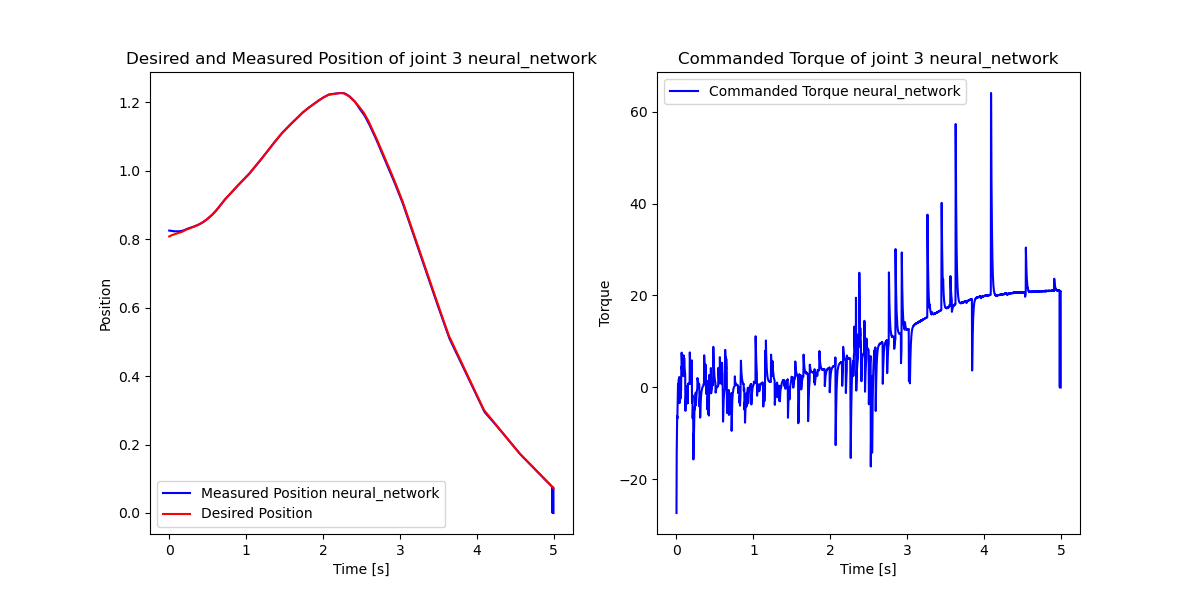 Desired and Measured Position of joint 3 neural_network
Position
1.2
1.0
0.8
0.6
0.4
0.2
0.0
Measured Position neural_network
Desired Position
0 1 2 3 4 5
Time [s]
Commanded Torque of joint 3 neural_network
Commanded Torque neural_network
Torque
60
40
20
0
−20
0 1 2 3 4 5
Time [s]